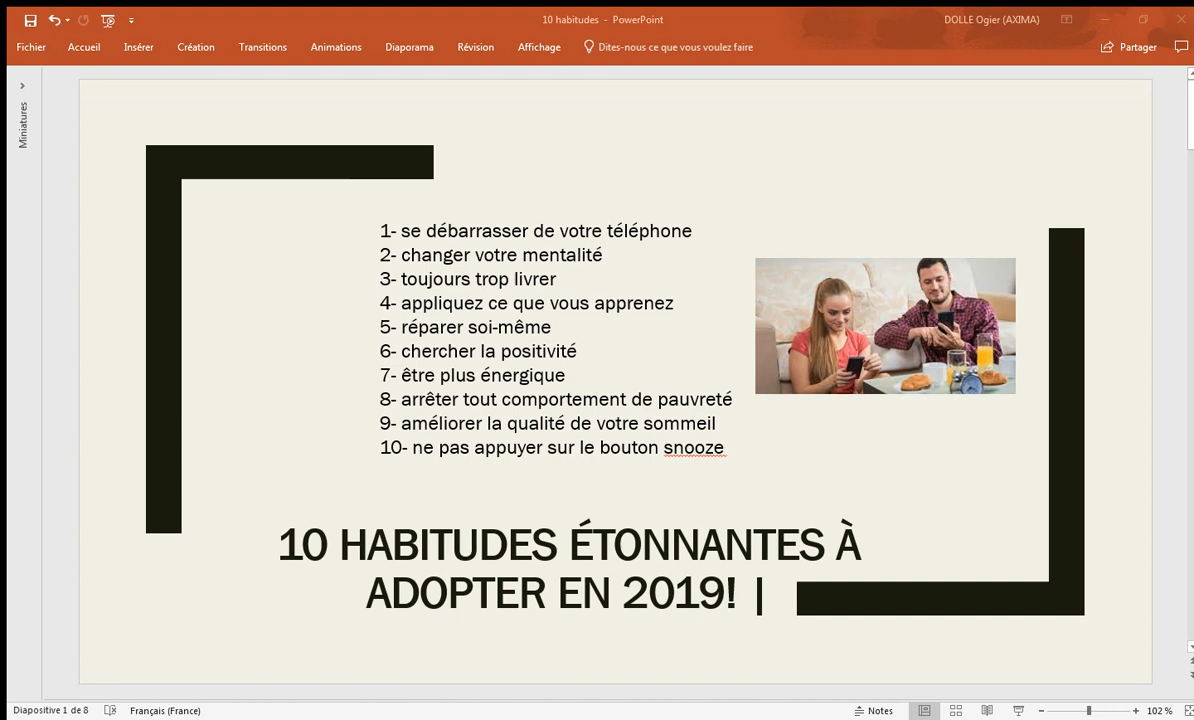 10 habitudes - PowerPoint
DOLLE Ogier (AXIMA)
Fichier Accueil Insérer Création Transitions Animations Diaporama Révision Affichage Dites-nous ce que vous voulez faire Partager
Miniatures
1- se débarrasser de votre téléphone
2- changer votre mentalité
3- toujours trop livrer
4- appliquez ce que vous apprenez
5- réparer soi-même
6- chercher la positivité
7- être plus énergique
8- arrêter tout comportement de pauvreté
9- améliorer la qualité de votre sommeil
10- ne pas appuyer sur le bouton snooze
10 HABITUDES ÉTONNANTES À
ADOPTER EN 2019! |
Diapositive 1 de 8 Français (France) Notes 102 %